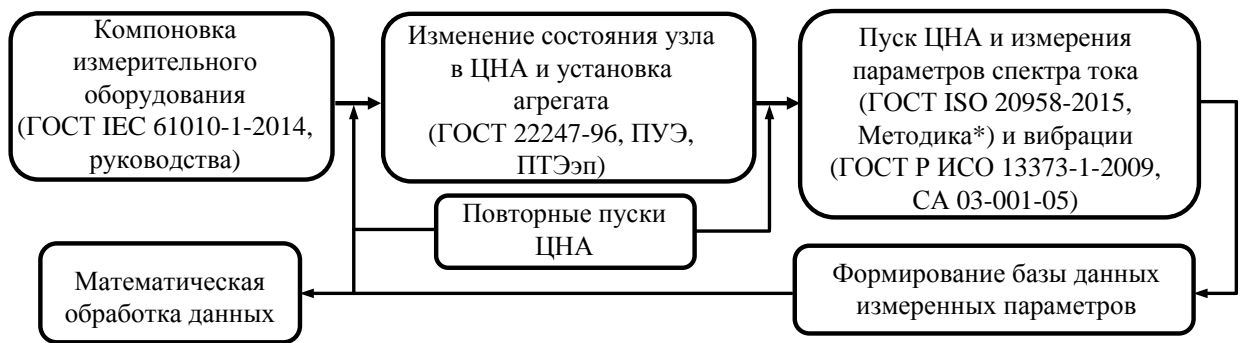 Компоновка
измерительного
оборудования
(ГОСТ IEC 61010-1-2014,
руководства)
Изменение состояния узла
в ЦНА и установка
агрегата
(ГОСТ 22247-96, ПУЭ,
ПТЭэп)
Пуск ЦНА и измерения
параметров спектра тока
(ГОСТ ISO 20958-2015,
Методика*) и вибрации
(ГОСТ Р ИСО 13373-1-2009,
СА 03-001-05)
Повторные пуски
ЦНА
Математическая
обработка данных
Формирование базы данных
измеренных параметров